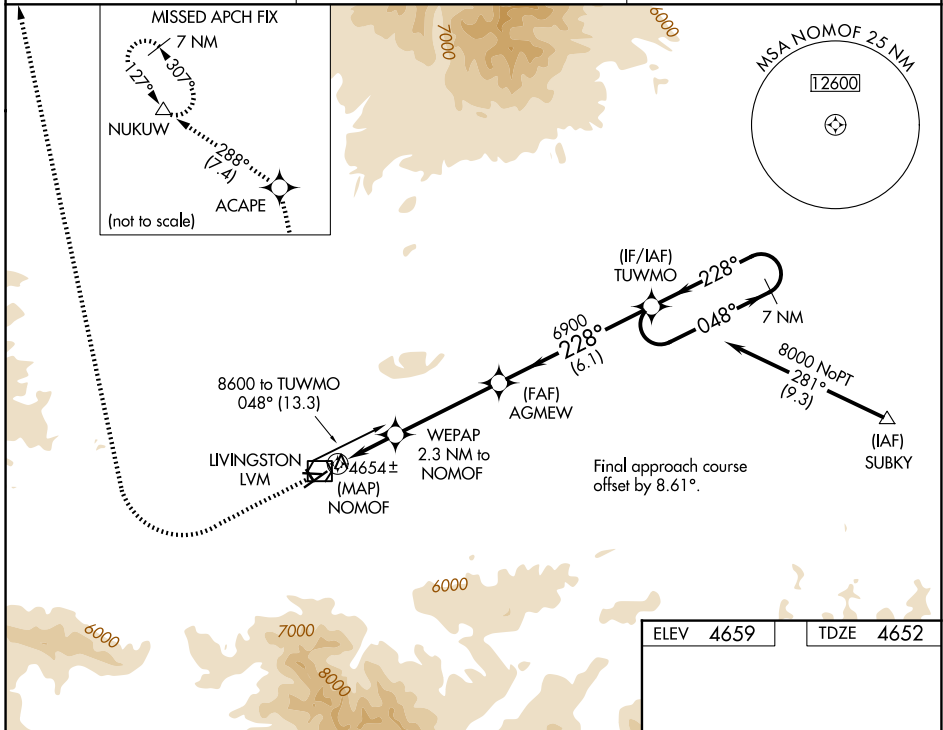 MISSED APCH FIX
7 NM
307°
127°
NUKUW
288°
(7.4)
ACAPE
(not to scale)
7000
6000
MSA NOMOF 25 NM
12600
(IF/IAF)
TUWMO
228°
048°
7 NM
6900
228°
(6.1)
8000 NoPT
281°
(9.3)
(IAF)
SUBKY
(FAF)
AGMEW
8600 to TUWMO
048° (13.3)
WEPAP
2.3 NM to
NOMOF
LIVINGSTON
LVM
4654±
(MAP)
NOMOF
Final approach course
offset by 8.61°.
6000
6000
7000
8000
ELEV 4659
TDZE 4652